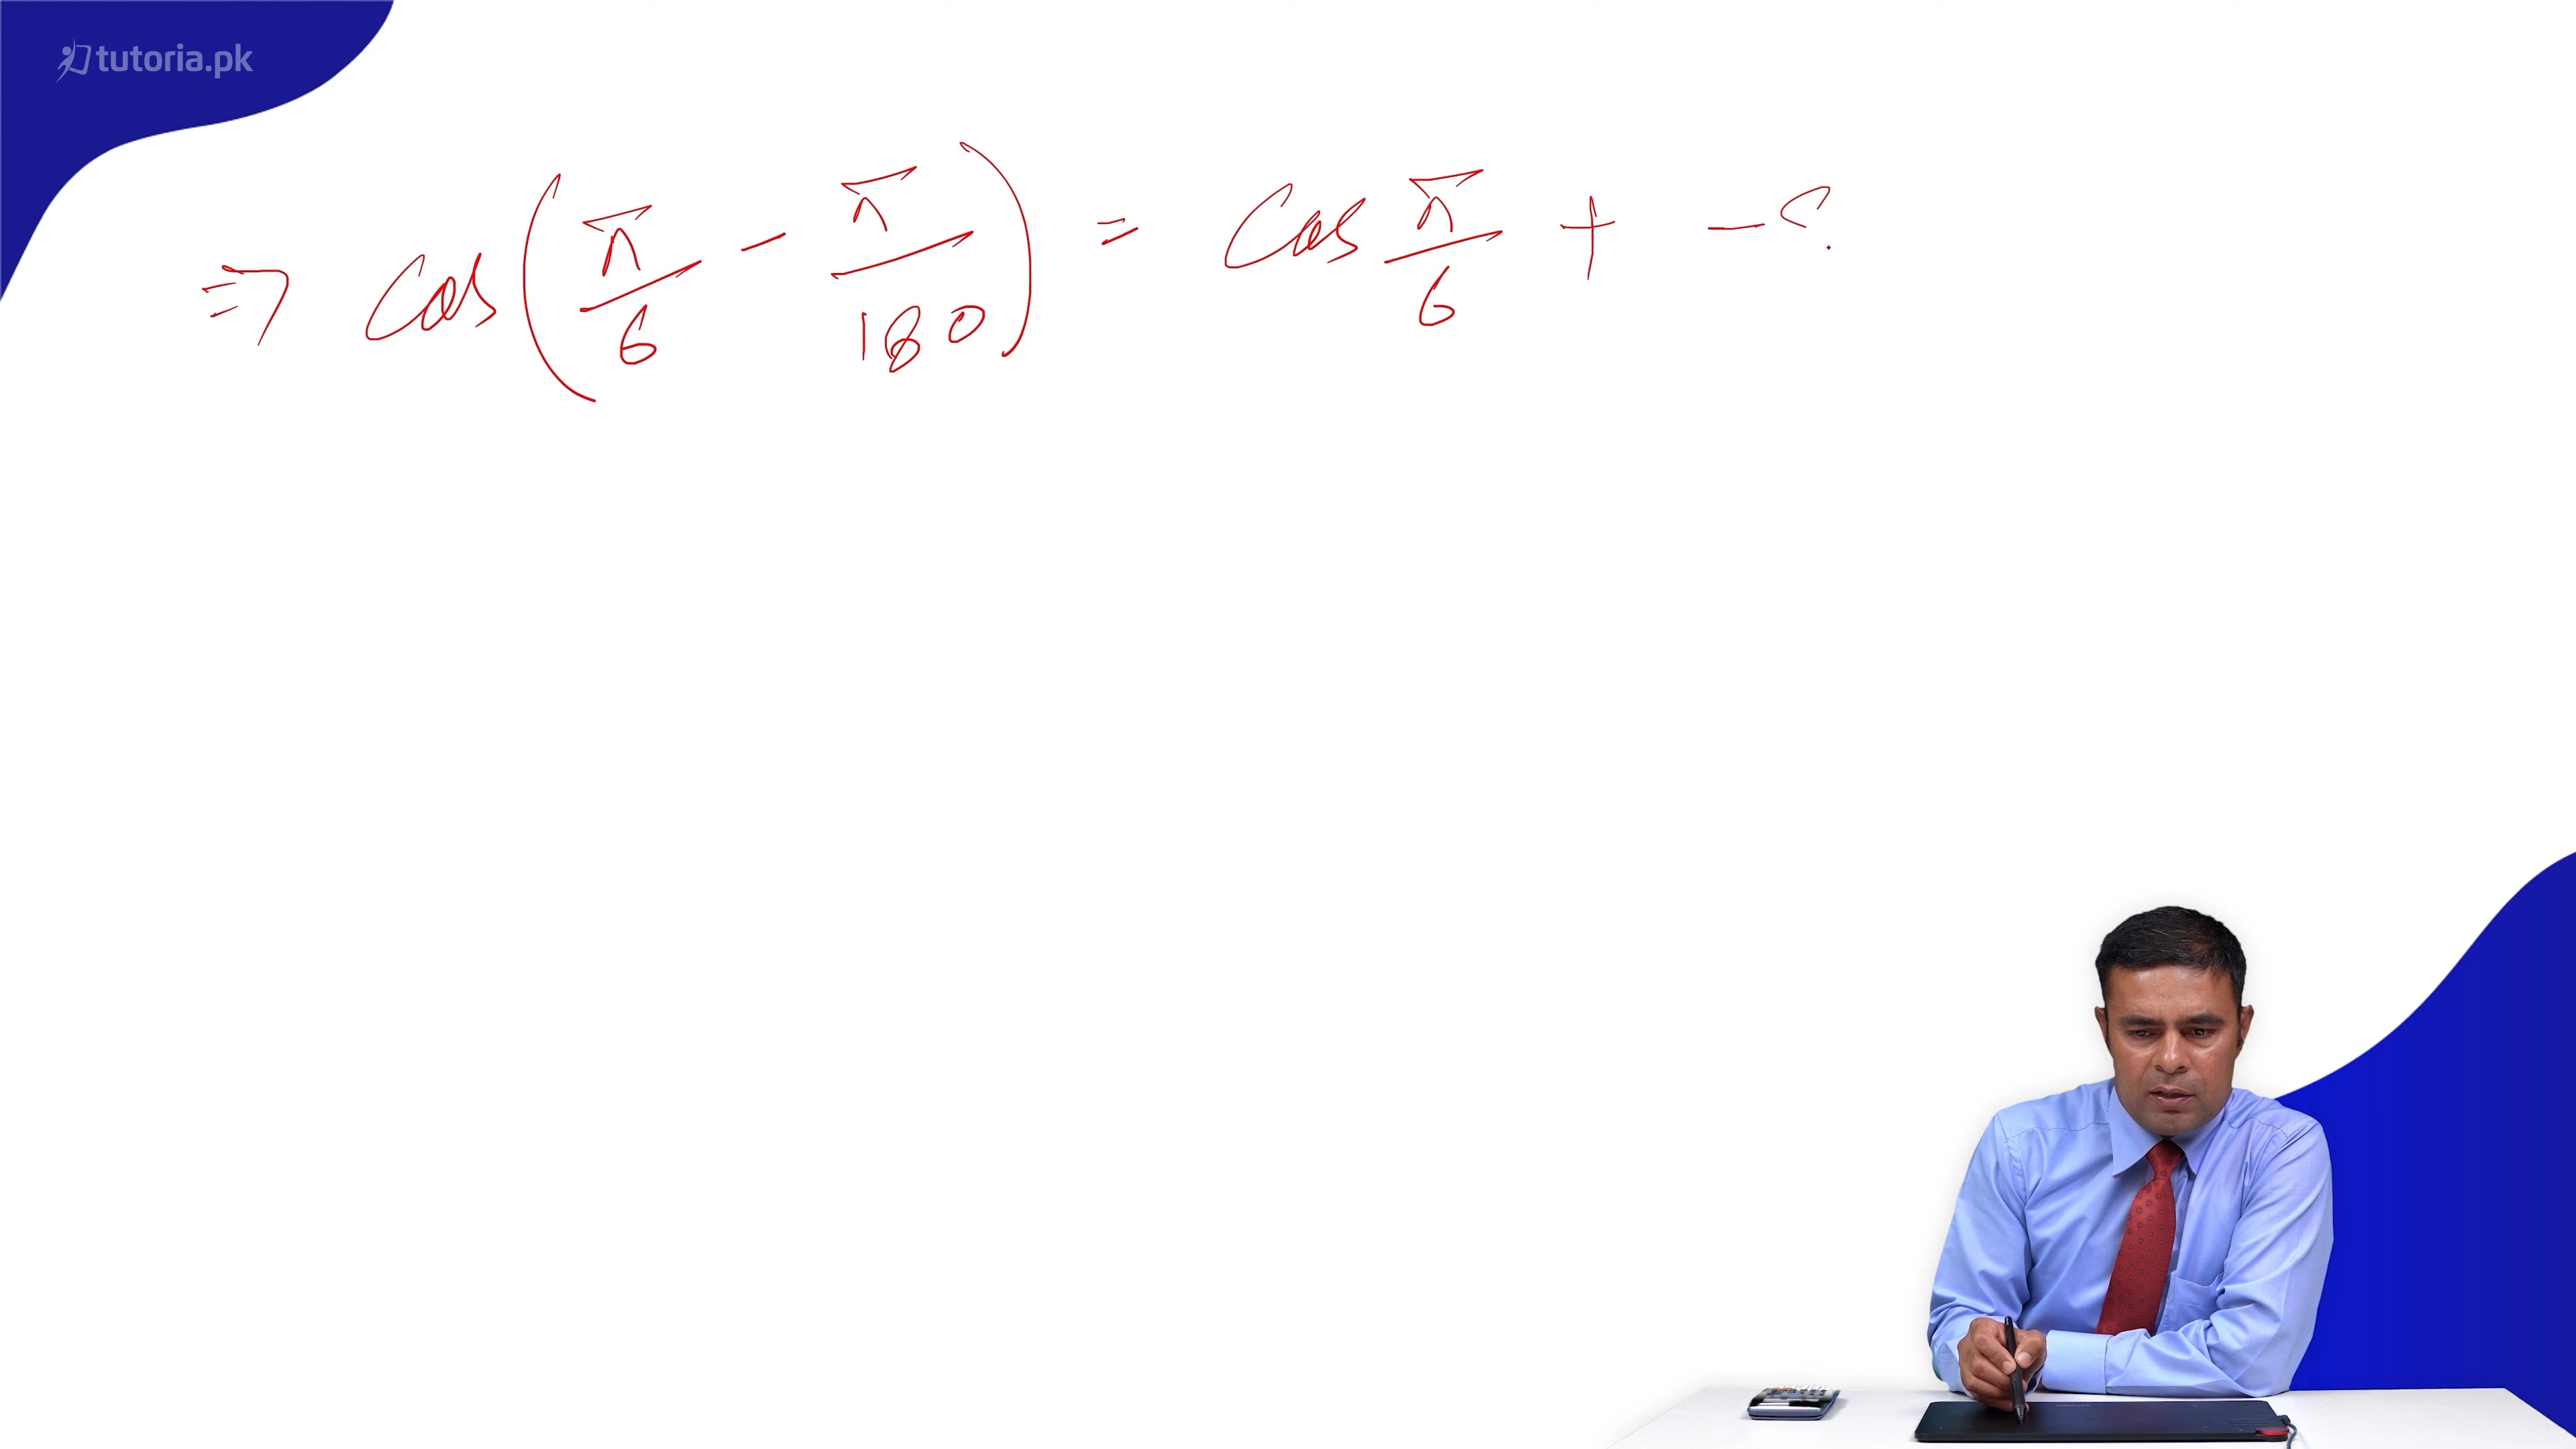 tutoria.pk
⇒ cos(π/6 - π/180) = cos π/6 + -